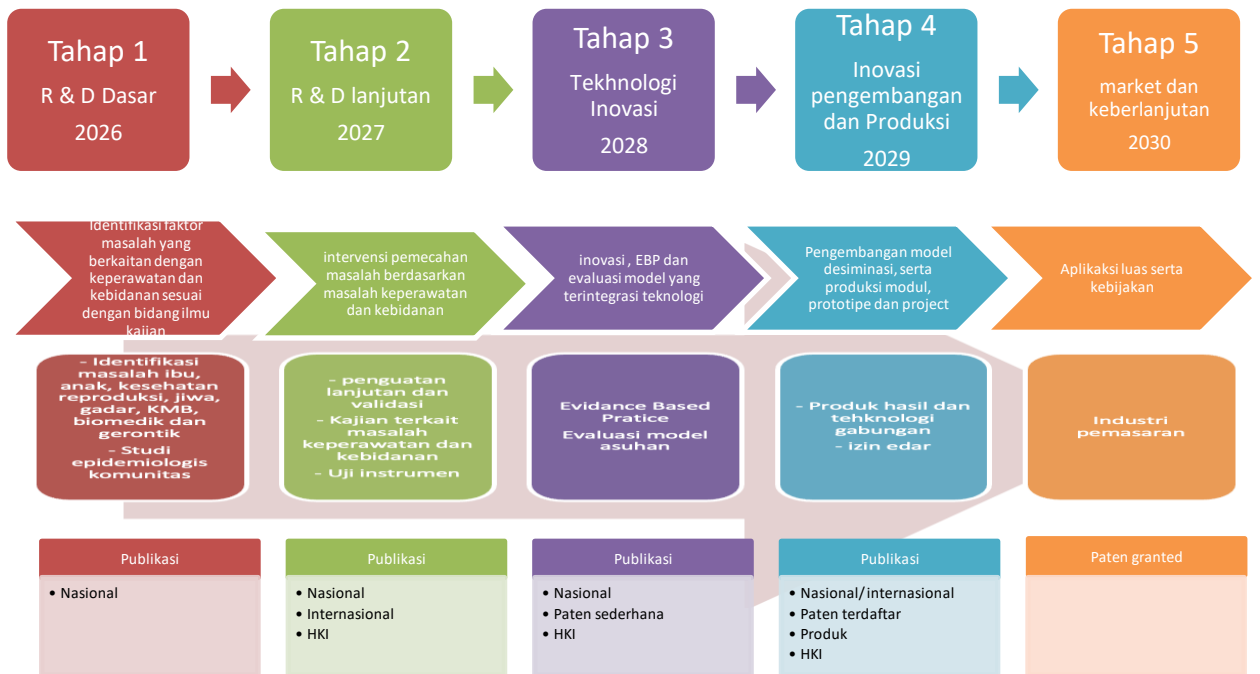 Tahap 1
R & D Dasar
2026
Tahap 2
R & D lanjutan
2027
Tahap 3
Tekhnologi
Inovasi
2028
Tahap 4
Inovasi
pengembangan
dan Produksi
2029
Tahap 5
market dan
keberlanjutan
2030
Identifikasi faktor
masalah yang
berkaitan dengan
keperawatan dan
kebidanan sesuai
dengan bidang ilmu
kajian
intervensi pemecahan
masalah berdasarkan
masalah keperawatan
dan kebidanan
inovasi , EBP dan
evaluasi model yang
terintegrasi teknologi
Pengembangan model
desiminasi, serta
produksi modul,
prototipe dan project
Aplikaksi luas serta
kebijakan
– Identifikasi
masalah ibu,
anak, kesehatan
reproduksi, jiwa,
gadar, KMB,
biomedik dan
gerontik
– Studi
epidemiologis
komunitas
– penguatan
lanjutan dan
validasi
– Kajian terkait
masalah
keperawatan dan
kebidanan
– Uji instrumen
Evidance Based
Pratice
Evaluasi model
asuhan
– Produk hasil dan
tehknologi
gabungan
– izin edar
Industri
pemasaran
Publikasi
• Nasional
Publikasi
• Nasional
• Internasional
• HKI
Publikasi
• Nasional
• Paten sederhana
• HKI
Publikasi
• Nasional/internasional
• Paten terdaftar
• Produk
• HKI
Paten granted